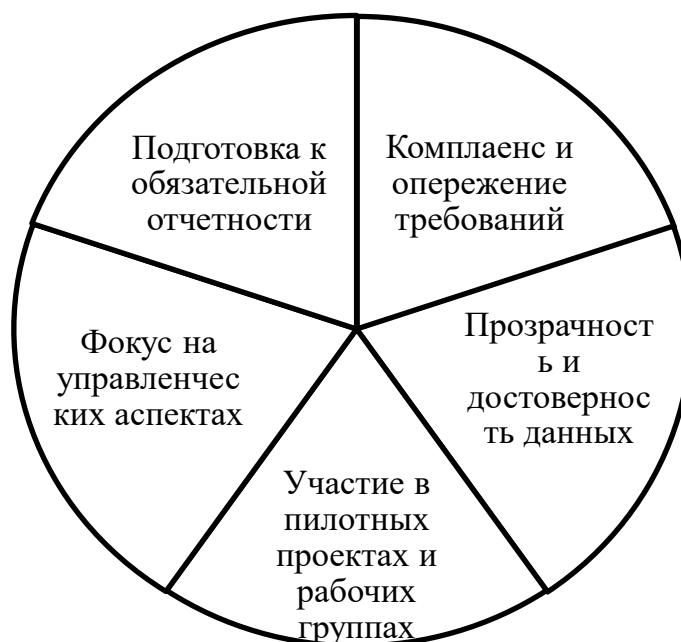 Подготовка к
обязательной
отчетности
Комплаенс и
опережение
требований
Прозрачност
ь и
достоверnос
ть данных
Фокус на
управленчес
ких аспектах
Участие в
пилотных
проектах и
рабочих
группах